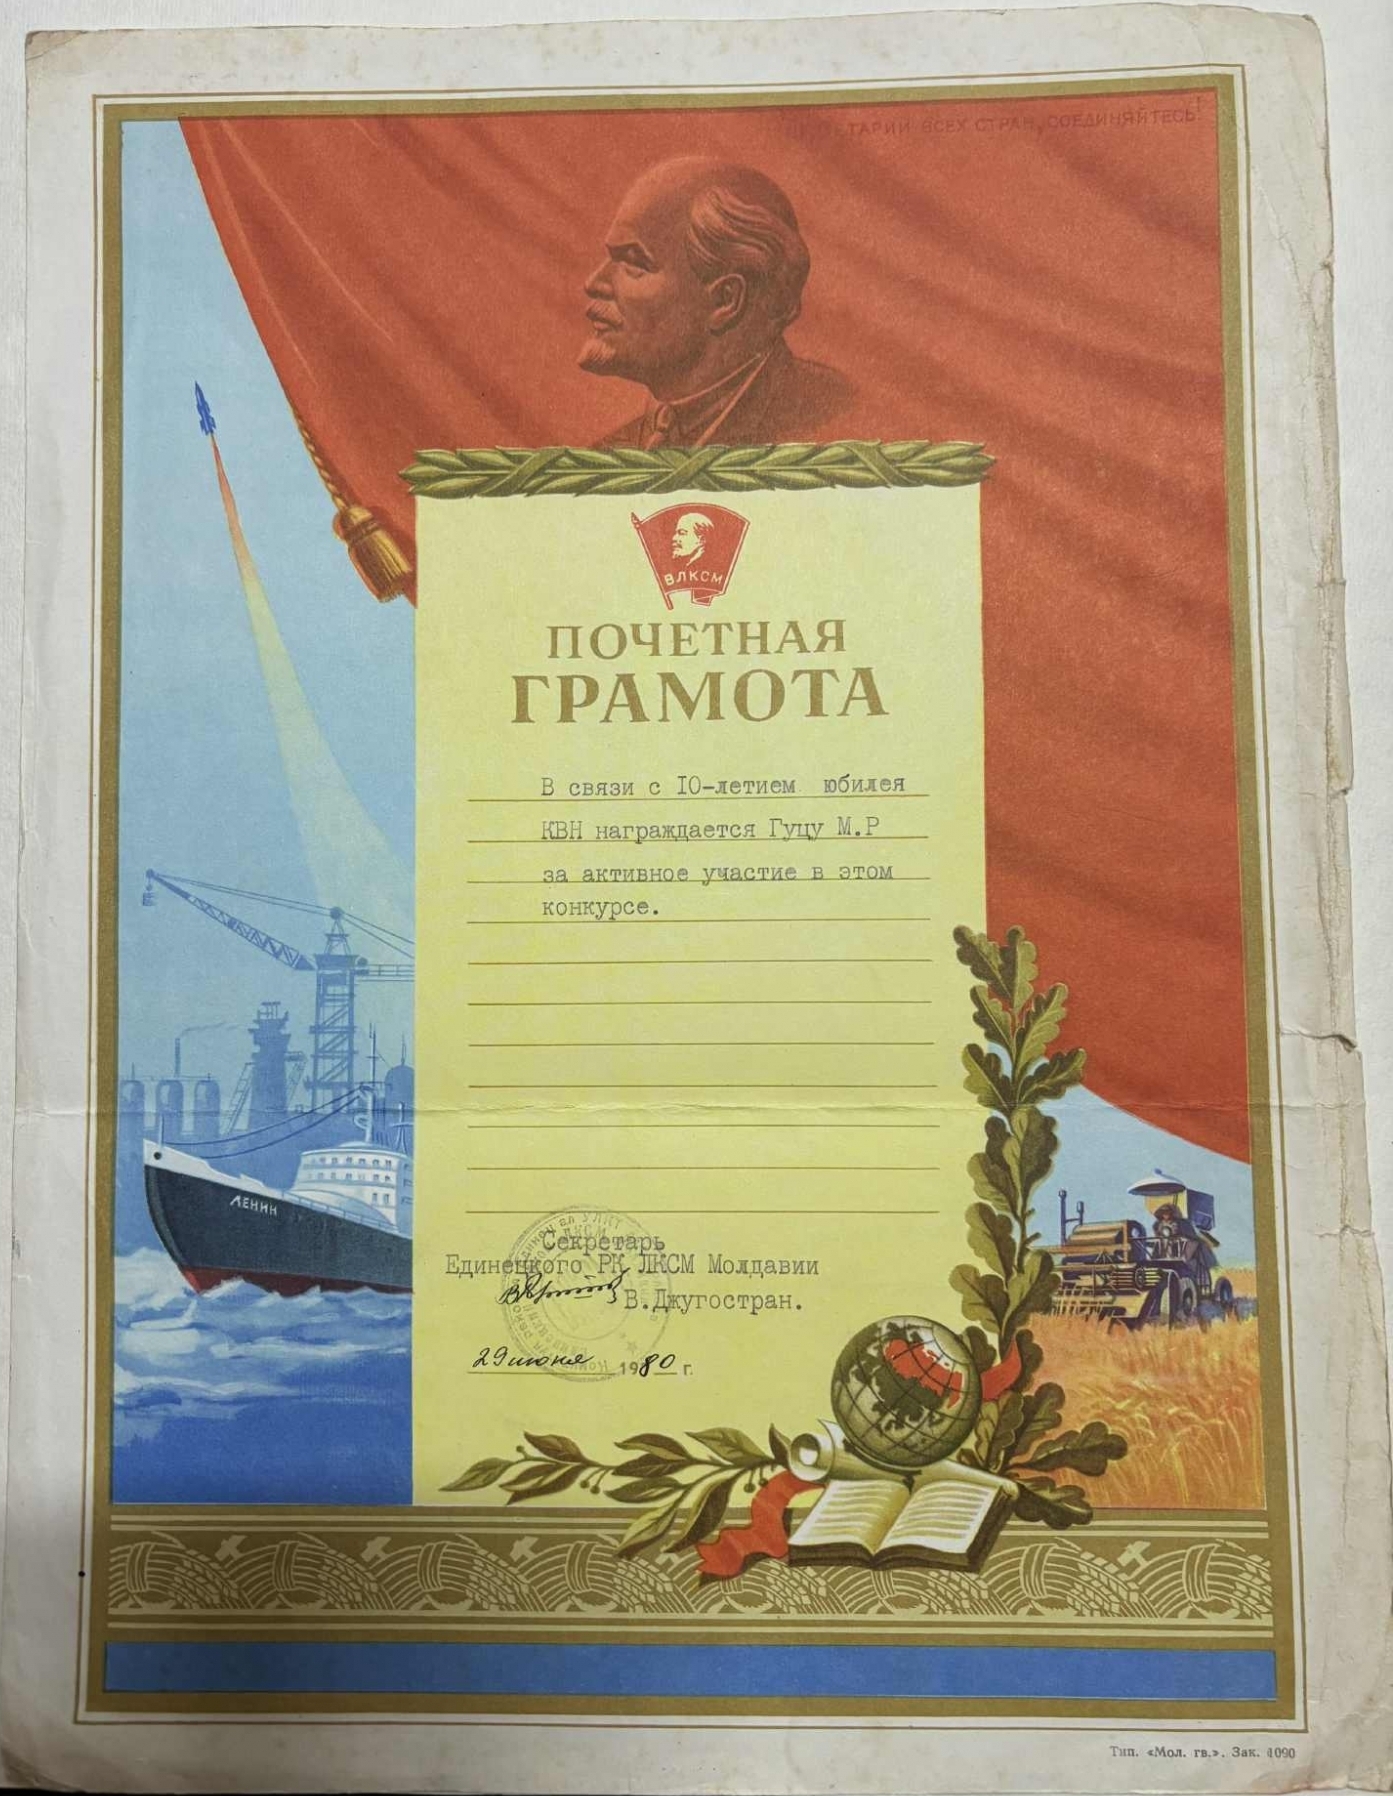 ТАРИИ ВСЕХ СТРАН, СОЕДИНЯЙТЕСЬ!
ВЛКСМ
ПОЧЕТНАЯ
ГРАМОТА
В связи с 10-летием юбилея
КВН награждается Гуцу М.Р
за активное участие в этом
конкурсе.
ЛЕНИН
Секретарь
Единецкого РК ЛКСМ Молдавии
В.Джугостран.
29 июня 1980 г.
Тип. «Мол. гв.». Зак. 1090